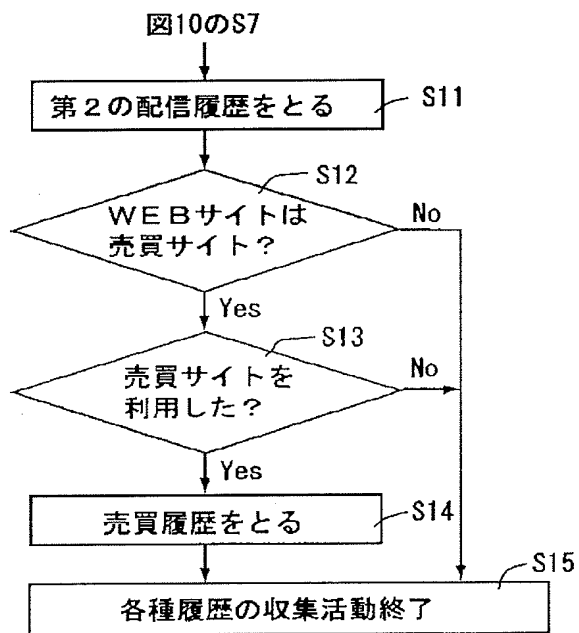 図10のS7
第２の配信履歴をとる
S11
S12
ＷＥＢサイトは
売買サイト？
No
Yes
S13
売買サイトを
利用した？
No
Yes
売買履歴をとる
S14
S15
各種履歴の収集活動終了